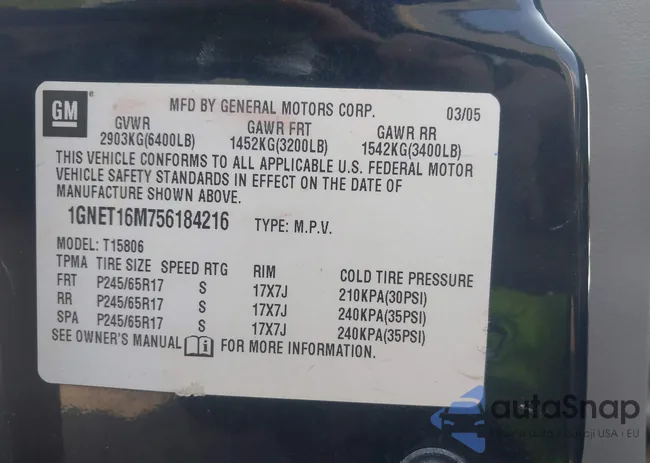 GM
®
MFD BY GENERAL MOTORS CORP. 03/05
GVWR GAWR FRT GAWR RR
2903KG(6400LB) 1452KG(3200LB) 1542KG(3400LB)
THIS VEHICLE CONFORMS TO ALL APPLICABLE U.S. FEDERAL MOTOR
VEHICLE SAFETY STANDARDS IN EFFECT ON THE DATE OF
MANUFACTURE SHOWN ABOVE.
1GNET16M756184216 TYPE: M.P.V.
MODEL: T15806
TPMA TIRE SIZE SPEED RTG RIM COLD TIRE PRESSURE
FRT P245/65R17 S 17X7J 210KPA(30PSI)
RR P245/65R17 S 17X7J 240KPA(35PSI)
SPA P245/65R17 S 17X7J 240KPA(35PSI)
SEE OWNER'S MANUAL i FOR MORE INFORMATION.
autoSnap
USA - EU